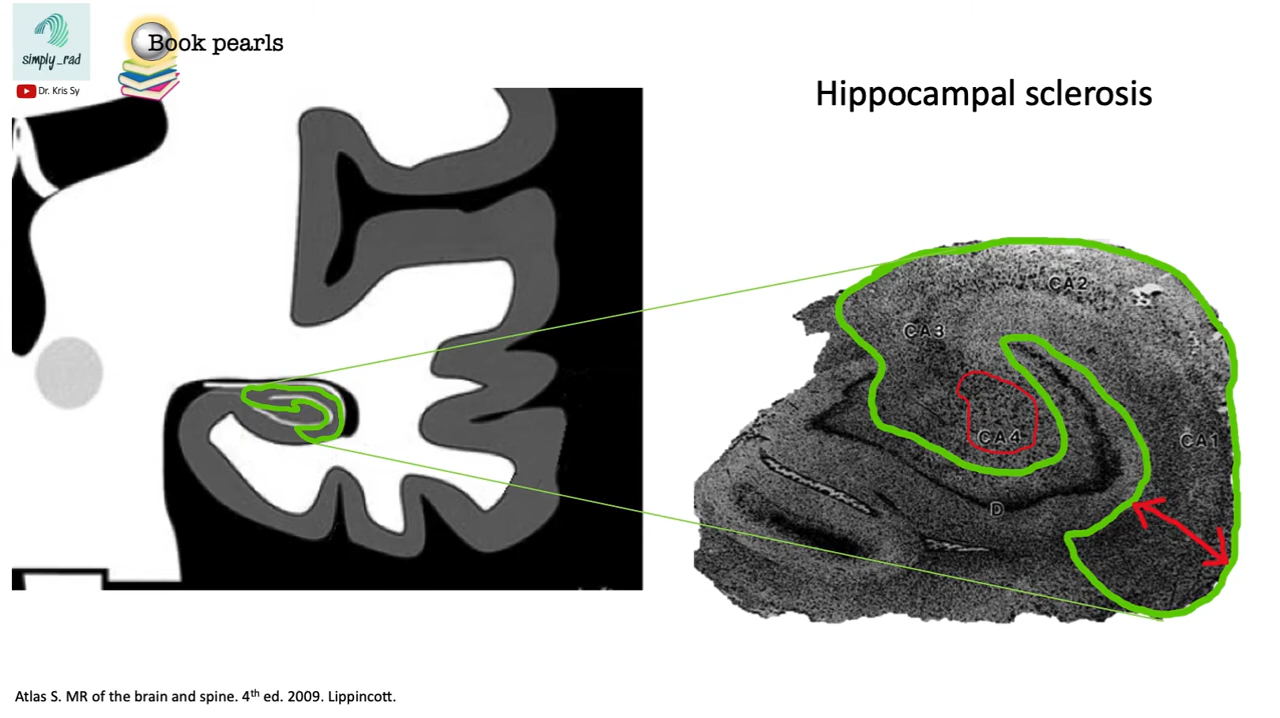 simply_rad
Dr. Kris Sy
Book pearls
Hippocampal sclerosis
CA2
CA3
CA4
CA1
D
Atlas S. MR of the brain and spine. 4th ed. 2009. Lippincott.